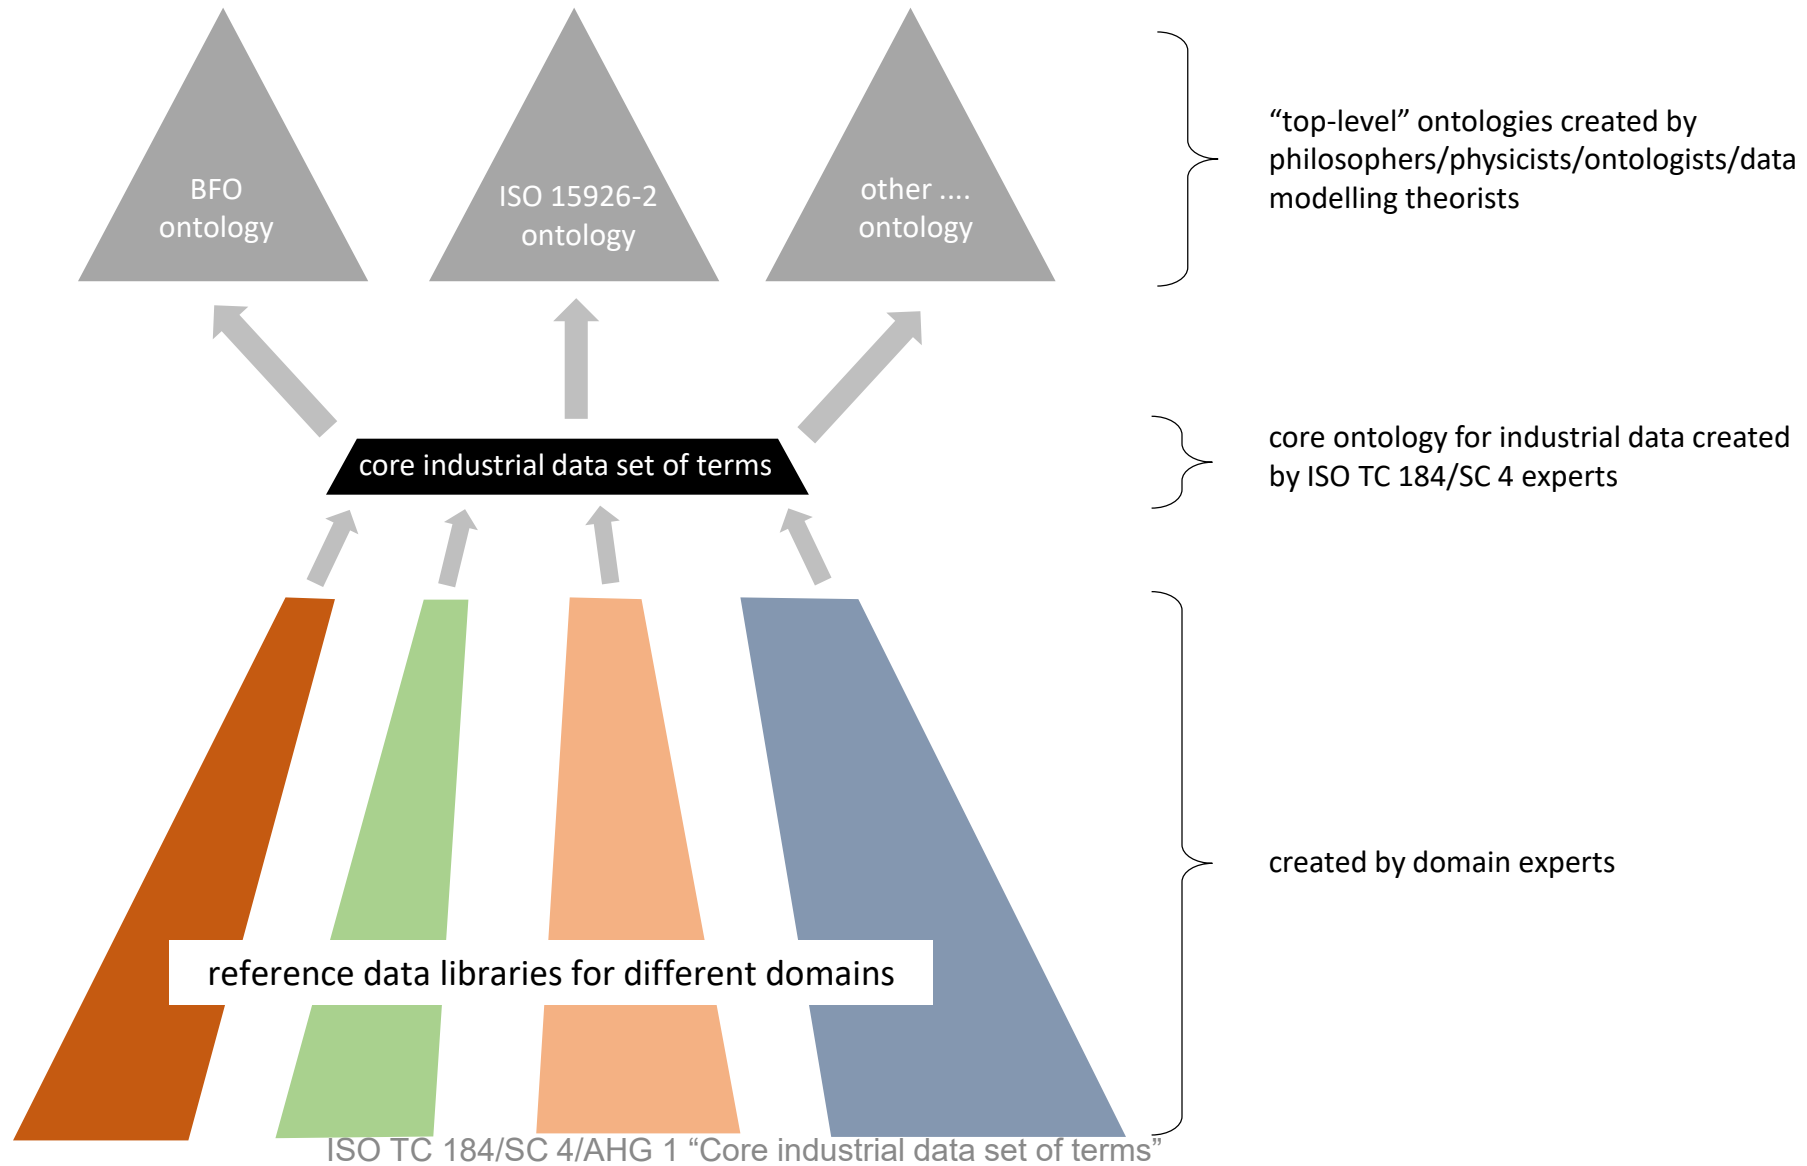 BFO
ontology
ISO 15926-2
ontology
other ....
ontology
“top-level” ontologies created by
philosophers/physicists/ontologists/data
modelling theorists
core industrial data set of terms
core ontology for industrial data created
by ISO TC 184/SC 4 experts
created by domain experts
reference data libraries for different domains
ISO TC 184/SC 4/AHG 1 “Core industrial data set of terms”